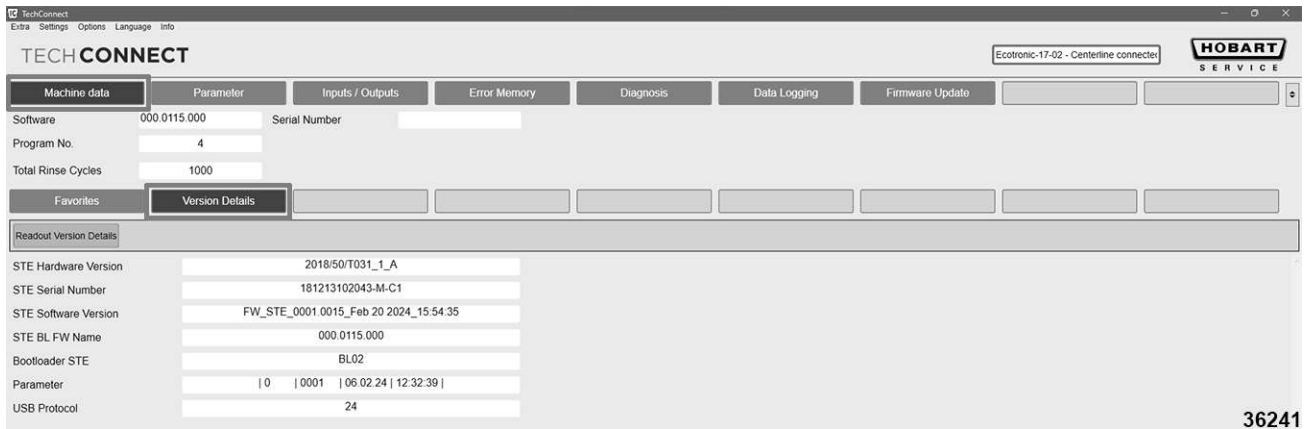 TechConnect
Extra Settings Options Language Info
TECHCONNECT
Ecotronic-17-02 - Centerline connected
HOBART
SERVICE
Machine data Parameter Inputs / Outputs Error Memory Diagnosis Data Logging Firmware Update
Software 000.0115.000 Serial Number
Program No. 4
Total Rinse Cycles 1000
Favorites Version Details
Readout Version Details
STE Hardware Version 2018/50/T031_1_A
STE Serial Number 181213102043-M-C1
STE Software Version FW_STE_0001.0015_Feb 20 2024_15:54:35
STE BL FW Name 000.0115.000
Bootloader STE BL02
Parameter | 0 | 0001 | 06.02.24 | 12:32:39 |
USB Protocol 24
36241